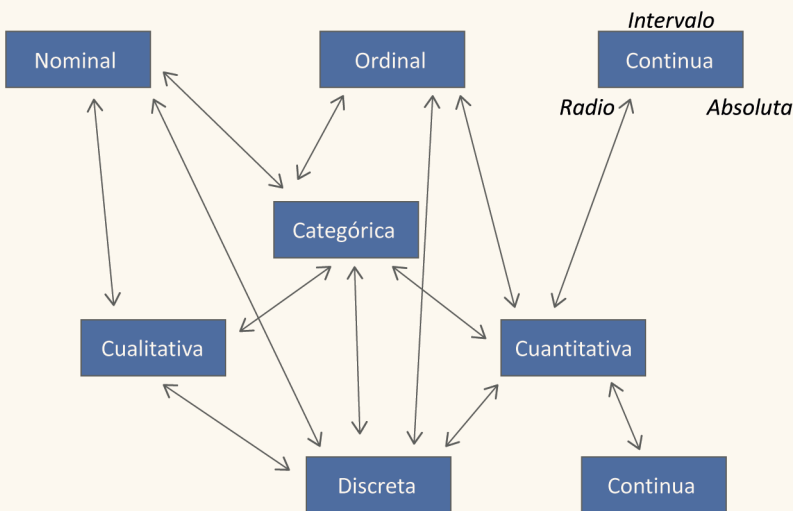 Intervalo
Nominal
Ordinal
Continua
Radio
Absoluta
Categórica
Cualitativa
Cuantitativa
Discreta
Continua